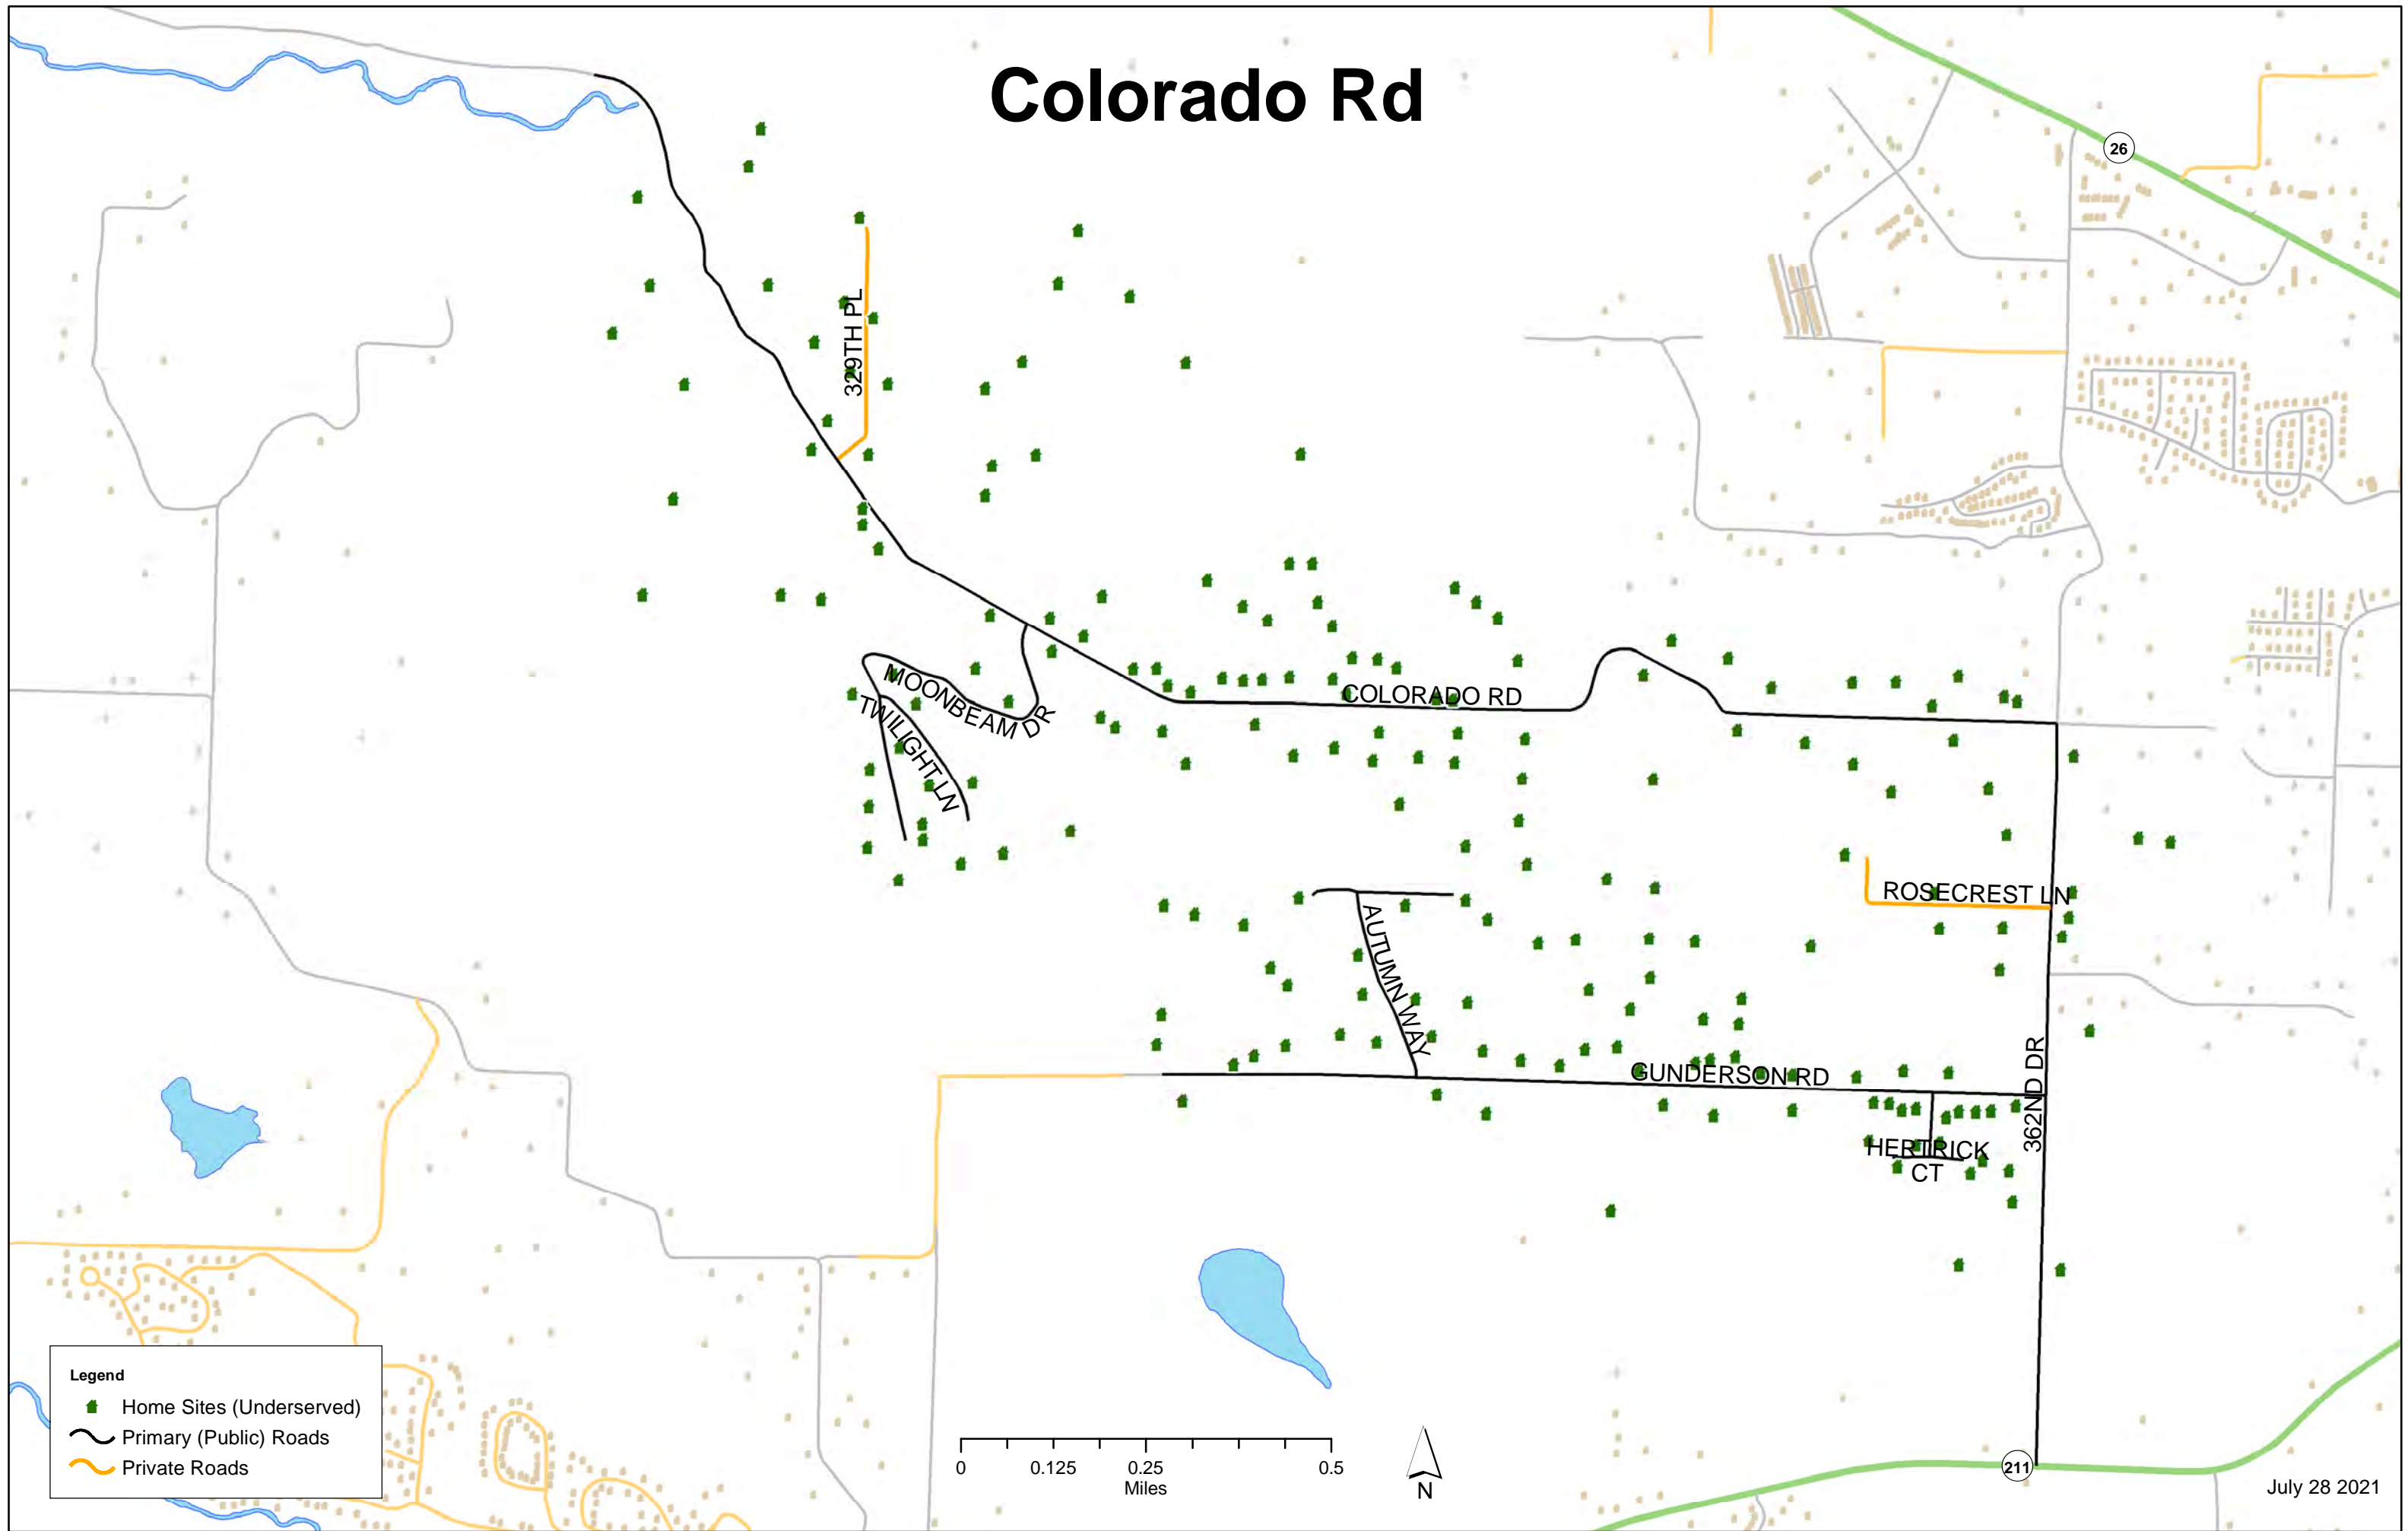 Colorado Rd
26
329TH PL
MOONBEAM DR
TWILIGHT LN
COLORADO RD
ROSECREST LN
AUTUMN WAY
GUNDERSON RD
362ND DR
HERTRICK
CT
Legend
Home Sites (Underserved)
Primary (Public) Roads
Private Roads
0 0.125 0.25 0.5
Miles
N
211
July 28 2021